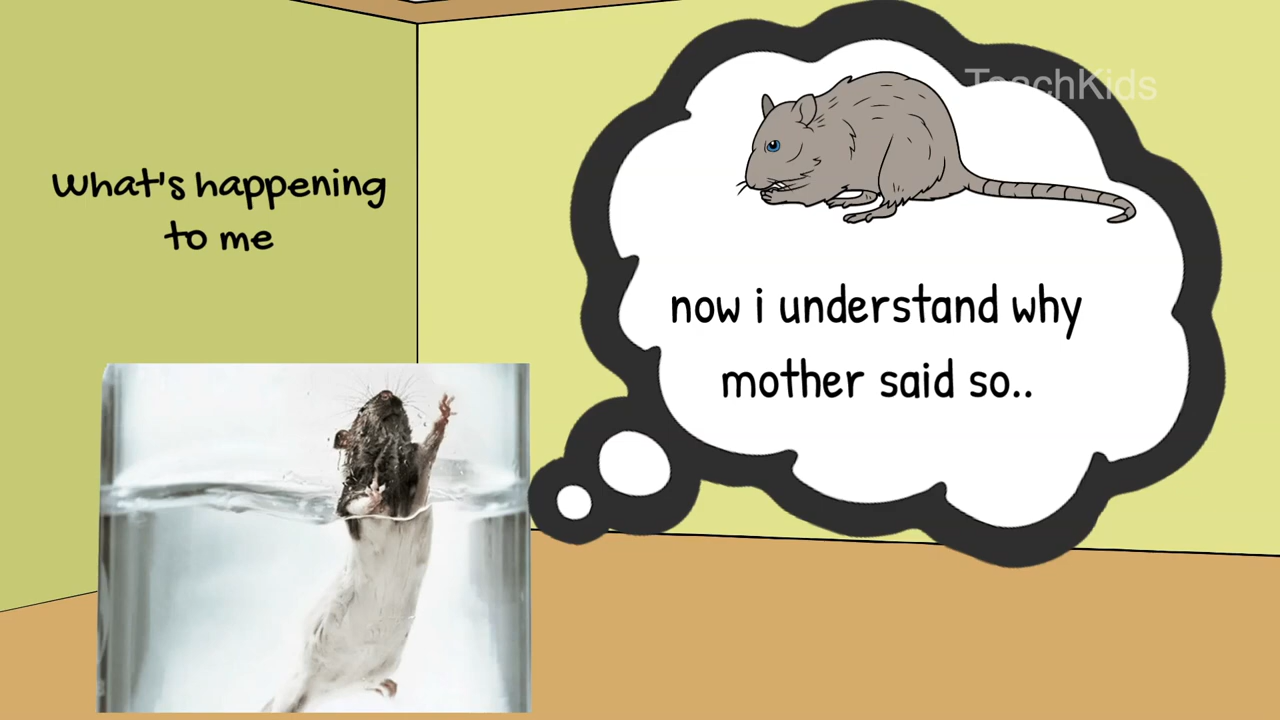 TeachKids
What's happening
to me
now i understand why
mother said so..